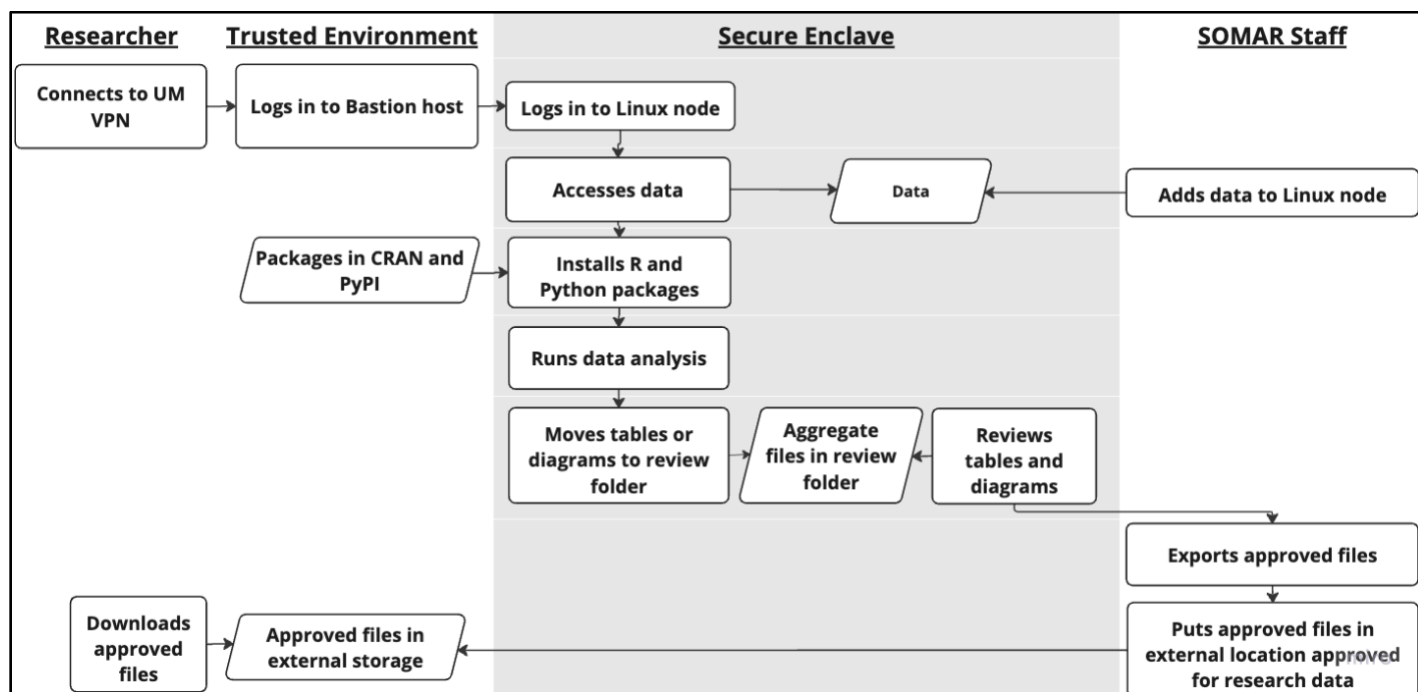 Researcher
Trusted Environment
Secure Enclave
SOMAR Staff
Connects to UM
VPN
Logs in to Bastion host
Logs in to Linux node
Accesses data
Data
Adds data to Linux node
Packages in CRAN and
PyPI
Installs R and
Python packages
Runs data analysis
Moves tables or
diagrams to review
folder
Aggregate
files in review
folder
Reviews
tables and
diagrams
Exports approved files
Downloads
approved
files
Approved files in
external storage
Puts approved files in
external location approved
for research data
miro